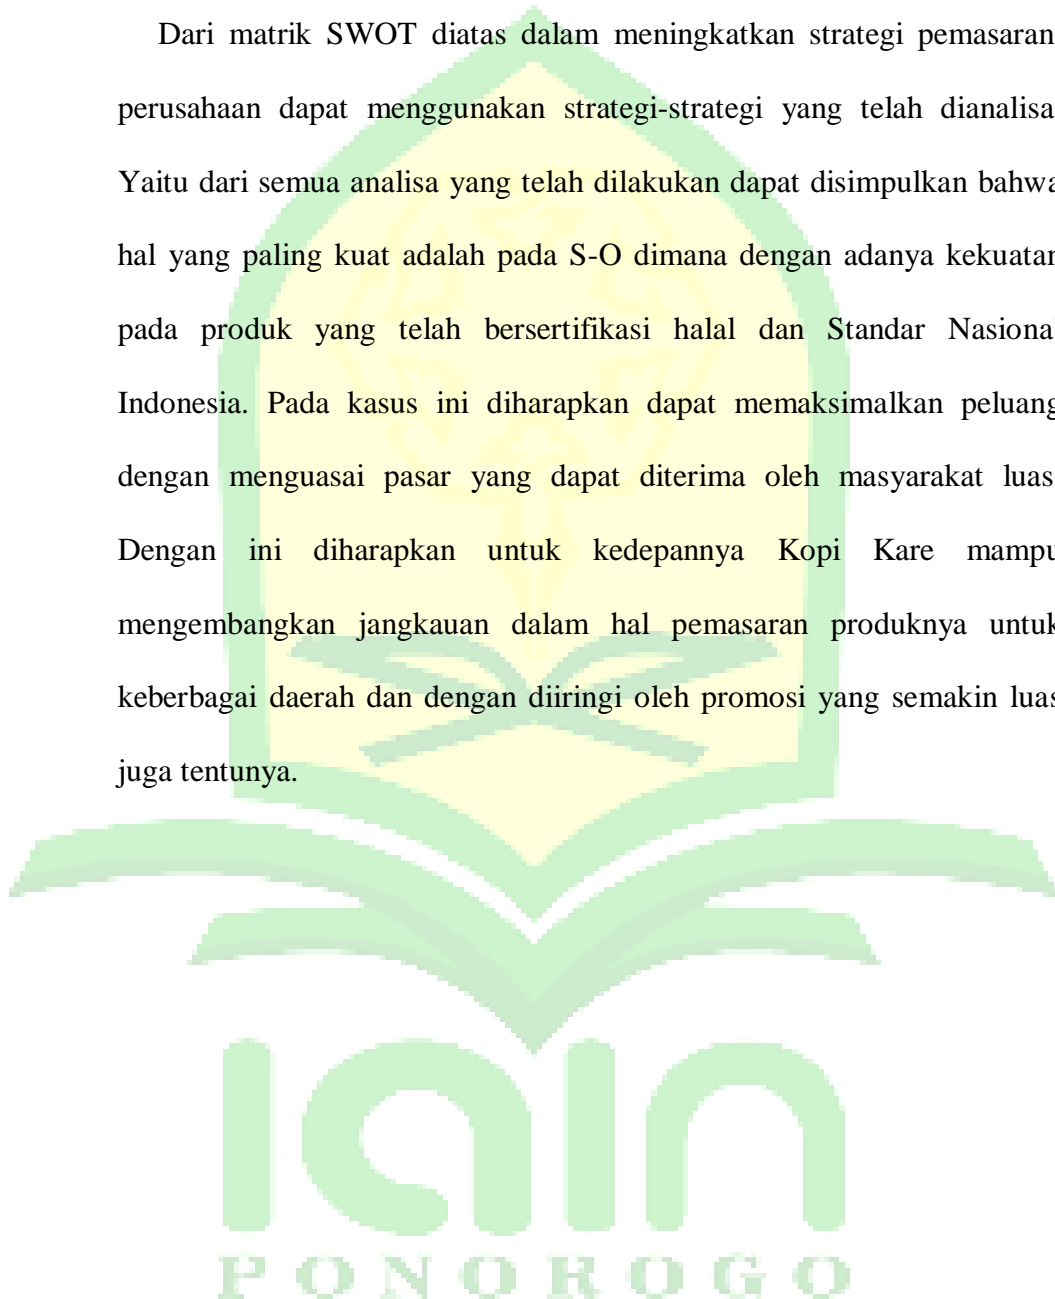 Dari matrik SWOT diatas dalam meningkatkan strategi pemasaran
perusahaan dapat menggunakan strategi-strategi yang telah dianalisa
Yaitu dari semua analisa yang telah dilakukan dapat disimpulkan bahwa
hal yang paling kuat adalah pada S-O dimana dengan adanya kekuatan
pada produk yang telah bersertifikasi halal dan Standar Nasiona
Indonesia. Pada kasus ini diharapkan dapat memaksimalkan peluang
dengan menguasai pasar yang dapat diterima oleh masyarakat luas
Dengan ini diharapkan untuk kedepannya Kopi Kare mampu
mengembangkan jangkauan dalam hal pemasaran produknya untuk
keberbagai daerah dan dengan diiringi oleh promosi yang semakin luas
juga tentunya.
iain
PONOROGO